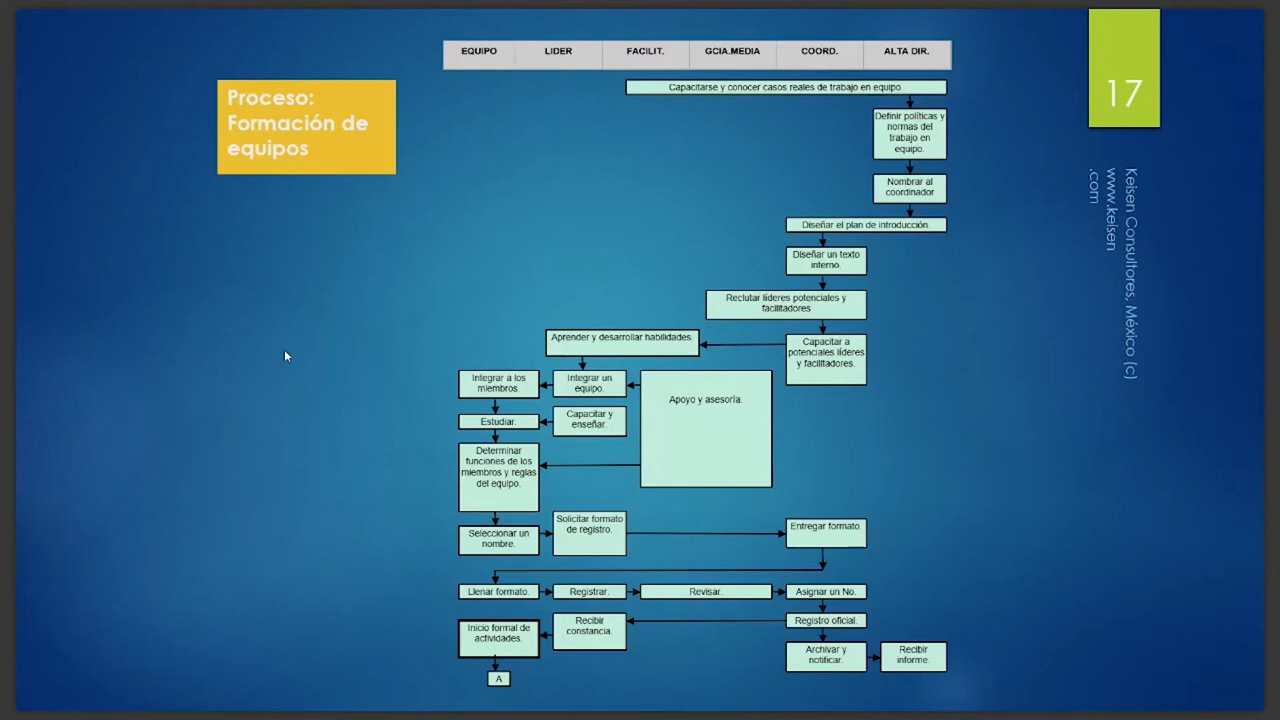 EQUIPO LIDER FACILIT. GCIA.MEDIA COORD. ALTA DIR.
Proceso:
Formación de
equipos
17
Keisen Consultores, México (c)
www.keisen
.com
Capacitarse y conocer casos reales de trabajo en equipo
Definir políticas y
normas del
trabajo en
equipo.
Nombrar al
coordinador
Diseñar el plan de introducción.
Diseñar un texto
interno.
Reclutar líderes potenciales y
facilitadores
Aprender y desarrollar habilidades.
Capacitar a
potenciales líderes
y facilitadores.
Integrar a los
miembros.
Integrar un
equipo.
Apoyo y asesoría.
Estudiar.
Capacitar y
enseñar.
Determinar
funciones de los
miembros y reglas
del equipo.
Seleccionar un
nombre.
Solicitar formato
de registro.
Entregar formato.
Llenar formato.
Registrar.
Revisar.
Asignar un No.
Inicio formal de
actividades.
Recibir
constancia.
Registro oficial.
Archivar y
notificar.
Recibir
informe.
A